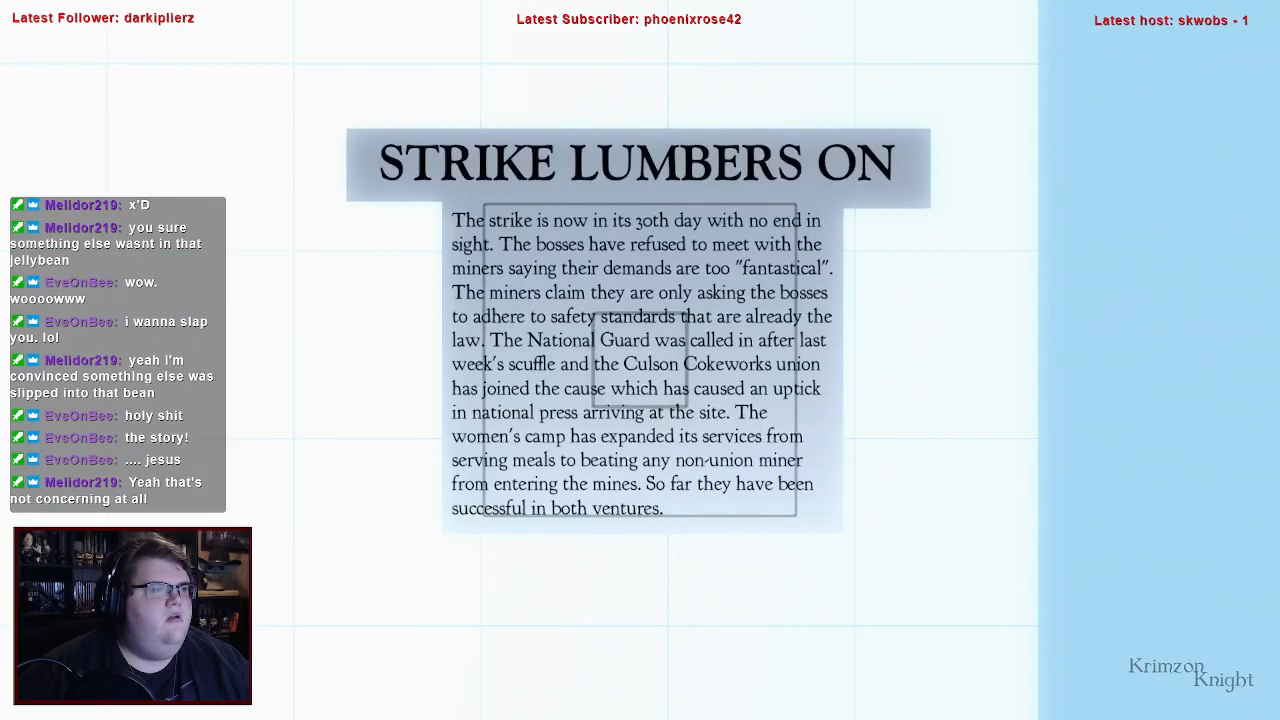 Latest Follower: darkiplierz
Latest Subscriber: phoenixrose42
Latest host: skwobs - 1
STRIKE LUMBERS ON
The strike is now in its 30th day with no end in
sight. The bosses have refused to meet with the
miners saying their demands are too "fantastical".
The miners claim they are only asking the bosses
to adhere to safety standards that are already the
law. The National Guard was called in after last
week's scuffle and the Culson Cokeworks union
has joined the cause which has caused an uptick
in national press arriving at the site. The
women's camp has expanded its services from
serving meals to beating any non-union miner
from entering the mines. So far they have been
successful in both ventures.
Melidor219: x'D
Melidor219: you sure
something else wasnt in that
jellybean
EveOnBee: wow.
woooowww
EveOnBee: i wanna slap
you. lol
Melidor219: yeah i'm
convinced something else was
slipped into that bean
EveOnBee: holy shit
EveOnBee: the story!
EveOnBee: .... jesus
Melidor219: Yeah that's
not concerning at all
Krimzon
Knight